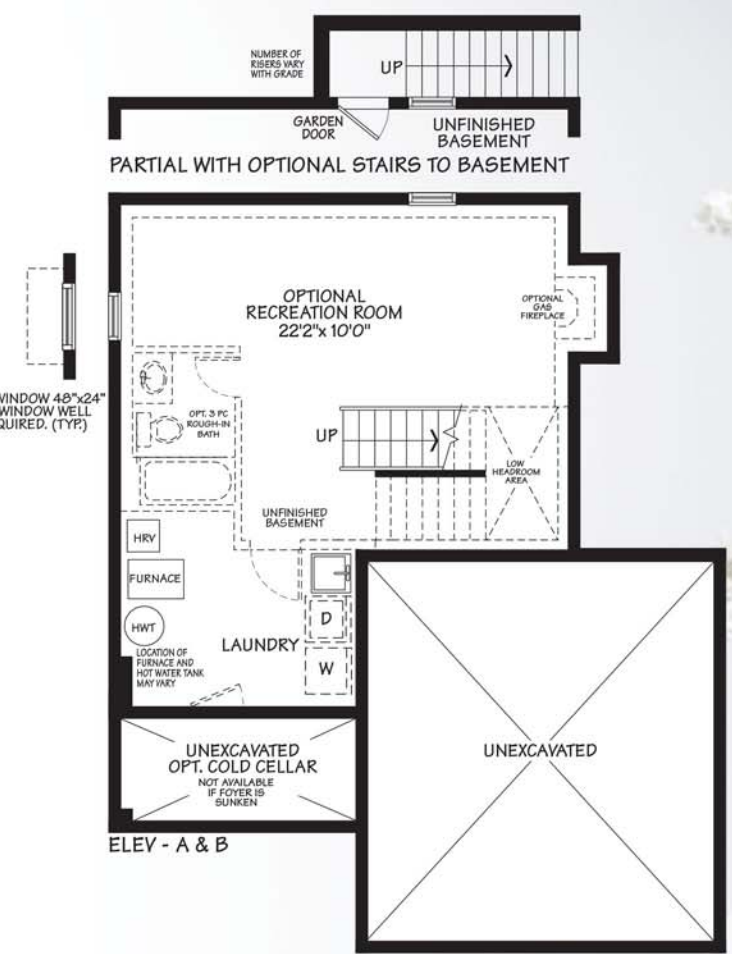 NUMBER OF
RISERS VARY
WITH GRADE
UP
GARDEN
DOOR
UNFINISHED
BASEMENT
PARTIAL WITH OPTIONAL STAIRS TO BASEMENT
OPTIONAL
RECREATION ROOM
22'2"x 10'0"
OPTIONAL
GAS
FIREPLACE
WINDOW 48"x24"
WINDOW WELL
(TYP.)
OPT. 3 PC
ROUGH-IN
BATH
UP
LOW
HEADROOM
AREA
UNFINISHED
BASEMENT
HRV
FURNACE
HWT
D
LAUNDRY
W
LOCATION OF
FURNACE AND
HOT WATER TANK
MAY VARY
UNEXCAVATED
OPT. COLD CELLAR
NOT AVAILABLE
IF FOYER IS
SUNKEN
UNEXCAVATED
ELEV - A & B